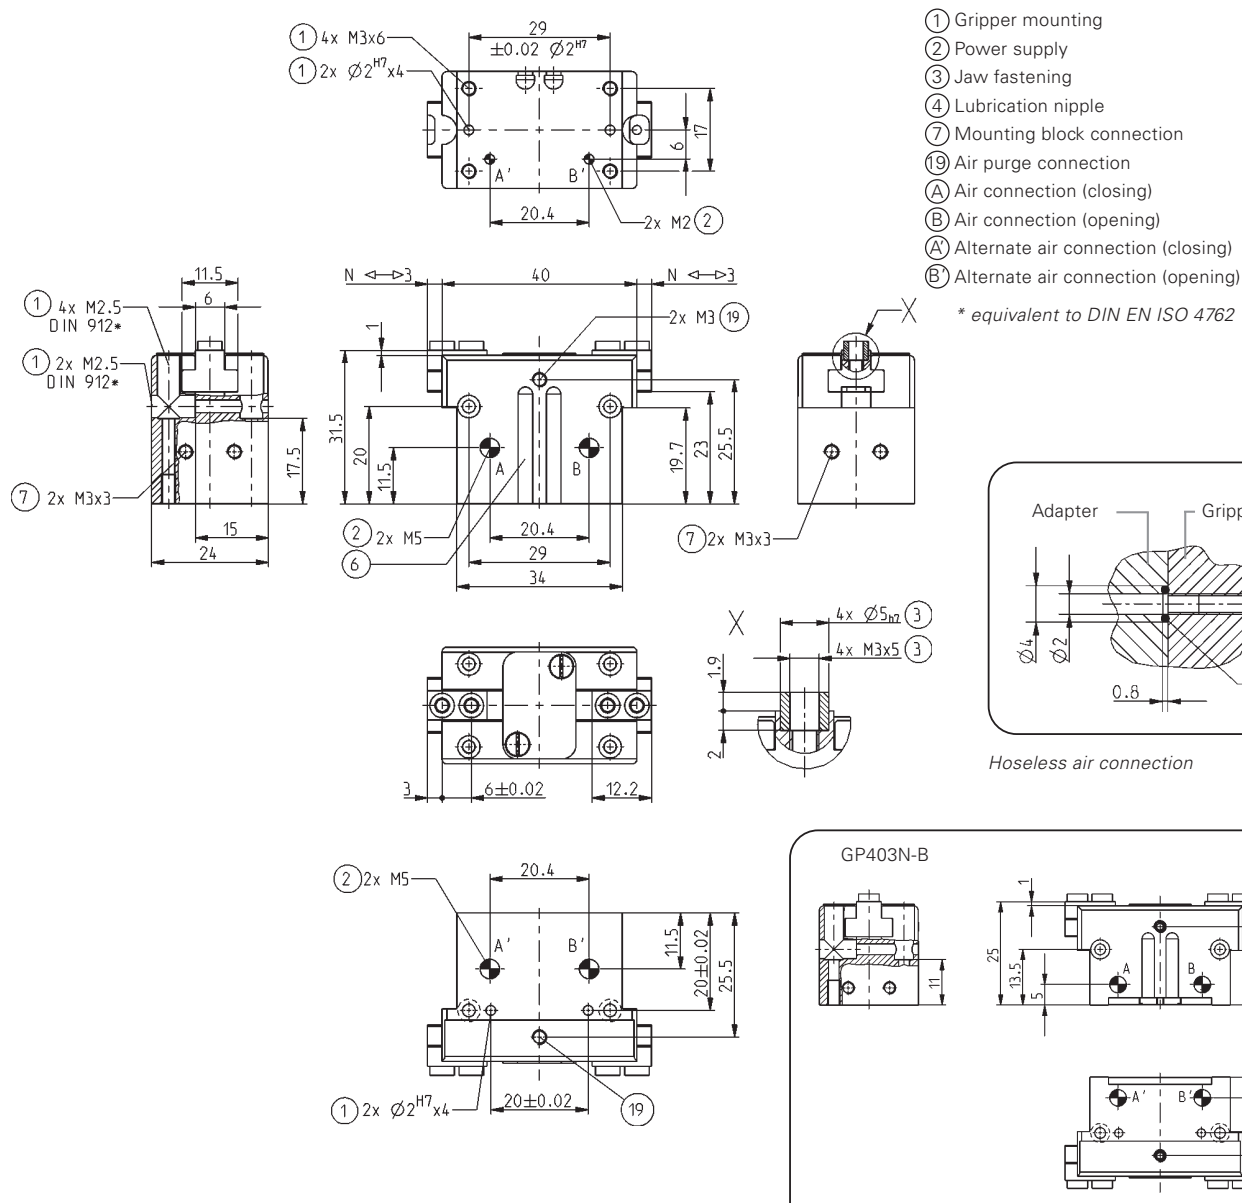 1 4x M3x6
1 2x Ø2H7x4
29
±0.02 Ø2H7
17
6
A'
B'
20.4
2x M2 2
1 Gripper mounting
2 Power supply
3 Jaw fastening
4 Lubrication nipple
7 Mounting block connection
19 Air purge connection
A Air connection (closing)
B Air connection (opening)
A' Alternate air connection (closing)
B' Alternate air connection (opening)
* equivalent to DIN EN ISO 4762
11.5
6
1 4x M2.5
DIN 912*
1 2x M2.5
DIN 912*
7 2x M3x3
17.5
15
24
N 3
40
N 3
1
2x M3 19
31.5
20
11.5
A
B
19.7
23
25.5
2 2x M5
6
20.4
29
34
X
7 2x M3x3
Adapter
Gripp
Ø4
Ø2
0.8
Hoseless air connection
3
6±0.02
12.2
X
4x Ø5h7 3
4x M3x5 3
1.9
2
2 2x M5
20.4
A'
B'
11.5
20±0.02
25.5
1 2x Ø2H7x4
20±0.02
19
GP403N-B
11
1
25
13.5
5
A
B
A'
B'